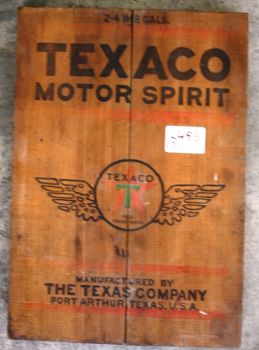 2-4 IMP. GALS.
TEXACO
MOTOR SPIRIT
TEXACO
T
MANUFACTURED BY
THE TEXAS COMPANY
PORT ARTHUR, TEXAS, U.S.A.